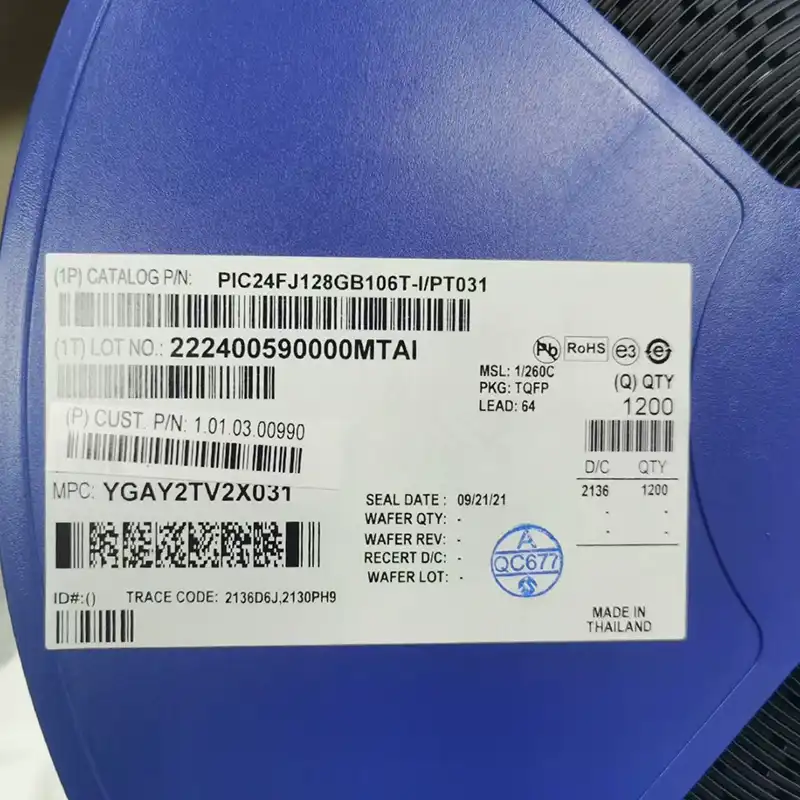 (1P) CATALOG P/N: PIC24FJ128GB106T-I/PT031
(1T) LOT NO.: 222400590000MTAI
Pb RoHS e3 e
MSL: 1/260C
PKG: TQFP
LEAD: 64
(Q) QTY
1200
(P) CUST. P/N: 1.01.03.00990
D/C QTY
2136 1200
- -
- -
MPC: YGAY2TV2X031
SEAL DATE : 09/21/21
WAFER QTY: -
WAFER REV: -
RECERT D/C: -
WAFER LOT: -
A
QC677
ID#:() TRACE CODE: 2136D6J,2130PH9
MADE IN
THAILAND